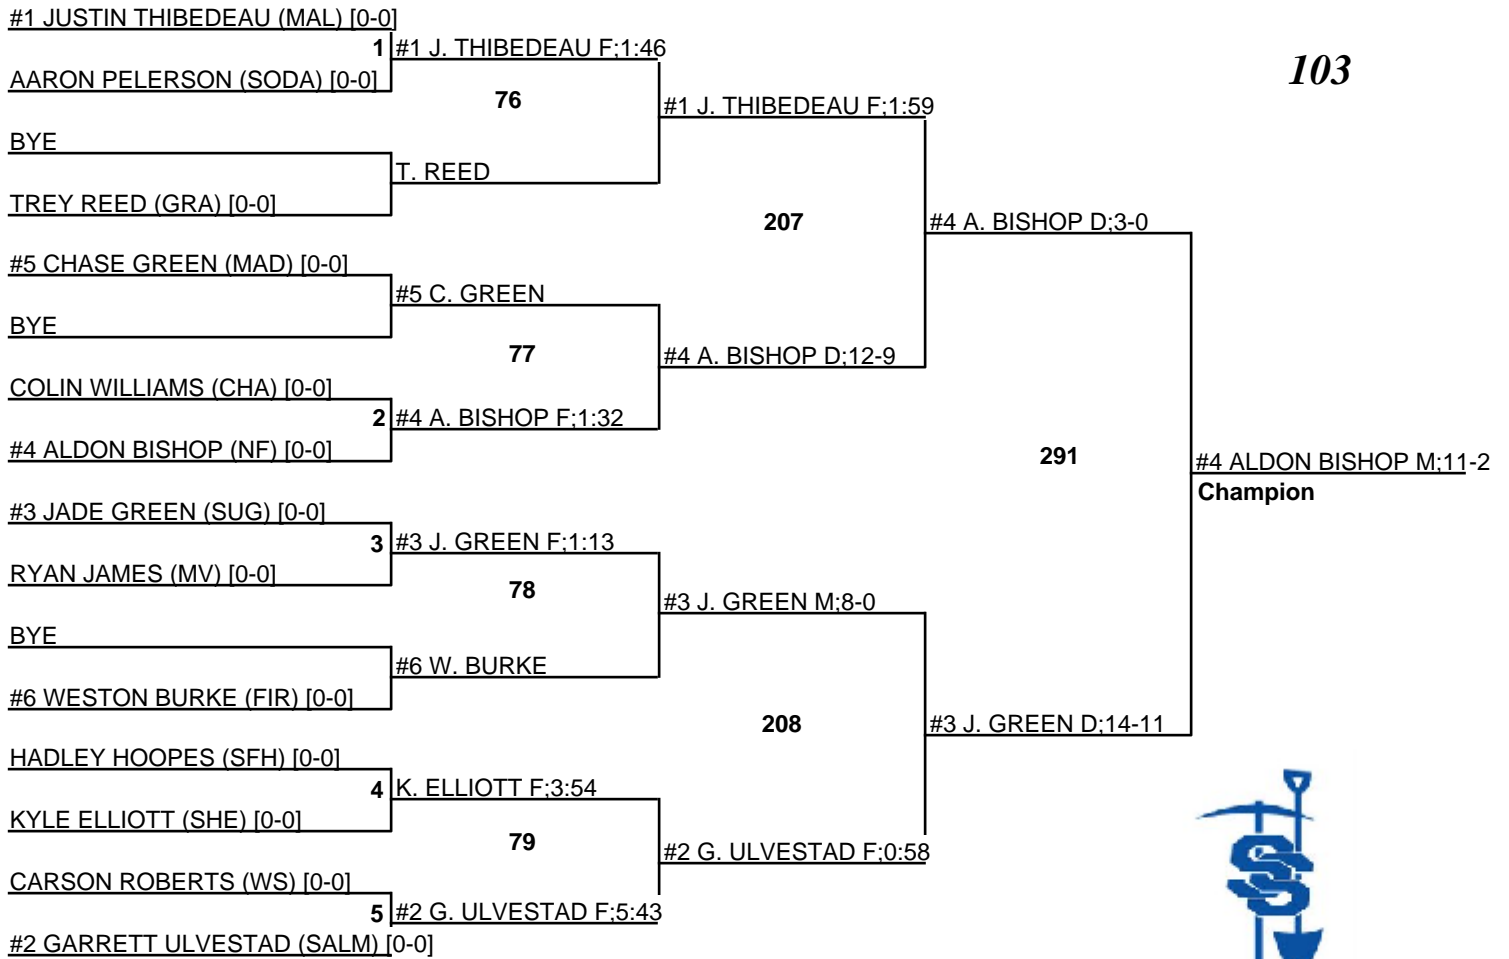 #1 JUSTIN THIBEDEAU (MAL) [0-0]
1 #1 J. THIBEDEAU F;1:46
103
AARON PELERSON (SODA) [0-0]
76
#1 J. THIBEDEAU F;1:59
BYE
T. REED
TREY REED (GRA) [0-0]
207
#4 A. BISHOP D;3-0
#5 CHASE GREEN (MAD) [0-0]
#5 C. GREEN
BYE
77
#4 A. BISHOP D;12-9
COLIN WILLIAMS (CHA) [0-0]
2 #4 A. BISHOP F;1:32
#4 ALDON BISHOP (NF) [0-0]
291
#4 ALDON BISHOP M;11-2
Champion
#3 JADE GREEN (SUG) [0-0]
3 #3 J. GREEN F;1:13
RYAN JAMES (MV) [0-0]
78
#3 J. GREEN M;8-0
BYE
#6 W. BURKE
#6 WESTON BURKE (FIR) [0-0]
208
#3 J. GREEN D;14-11
HADLEY HOOPES (SFH) [0-0]
4 K. ELLIOTT F;3:54
KYLE ELLIOTT (SHE) [0-0]
79
#2 G. ULVESTAD F;0:58
CARSON ROBERTS (WS) [0-0]
5 #2 G. ULVESTAD F;5:43
#2 GARRETT ULVESTAD (SALM) [0-0]
SS